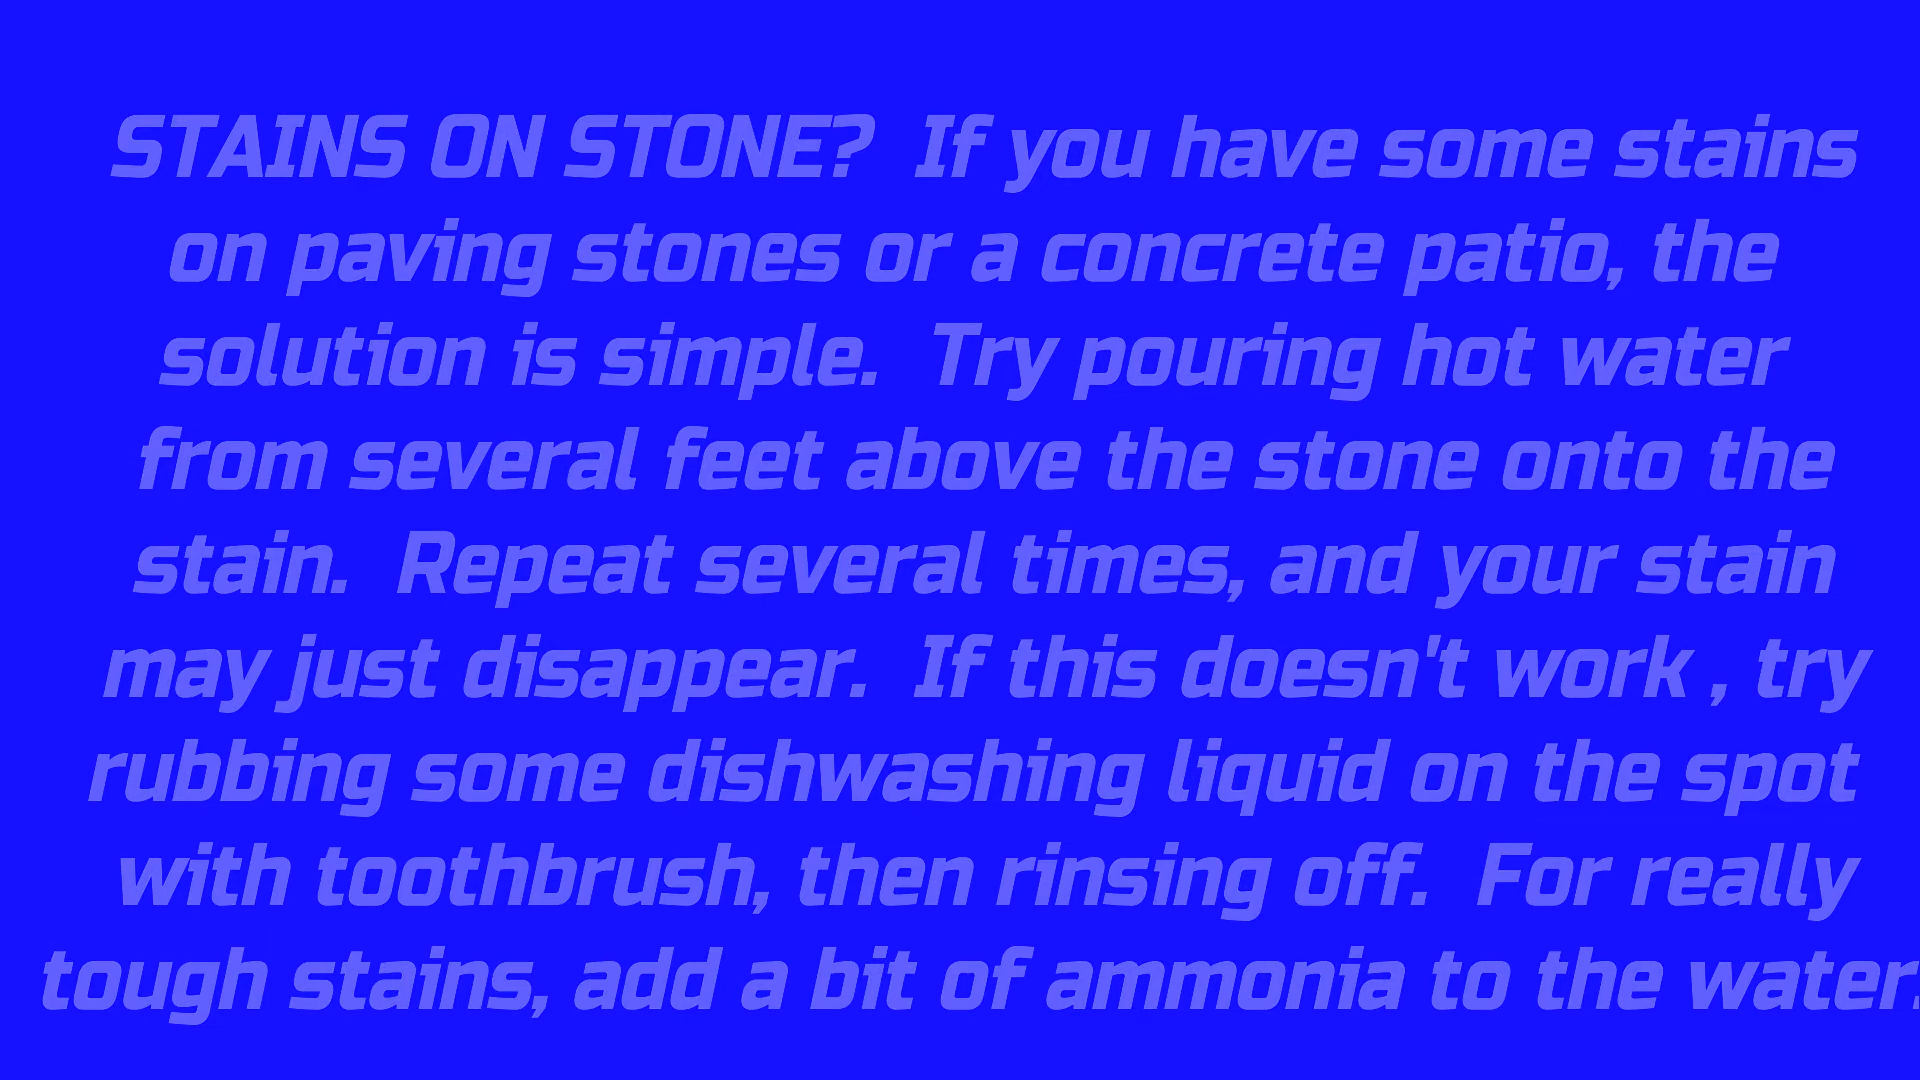 STAINS ON STONE?  If you have some stains
on paving stones or a concrete patio, the
solution is simple.  Try pouring hot water
from several feet above the stone onto the
stain.  Repeat several times, and your stain
may just disappear.  If this doesn't work , try
rubbing some dishwashing liquid on the spot
with toothbrush, then rinsing off.  For really
tough stains, add a bit of ammonia to the water.